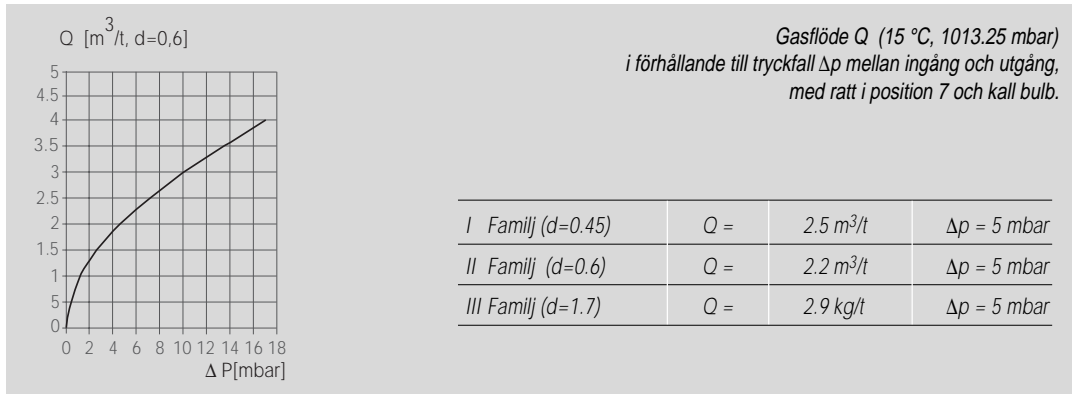 Q [m3/t, d=0,6]
5
4.5
4
3.5
3
2.5
2
1.5
1
5
0
0 2 4 6 8 10 12 14 16 18
Δ P[mbar]
Gasflöde Q (15 °C, 1013.25 mbar)
i förhållande till tryckfall Δp mellan ingång och utgång,
med ratt i position 7 och kall bulb.
I Familj (d=0.45) Q = 2.5 m3/t Δp = 5 mbar
II Familj (d=0.6) Q = 2.2 m3/t Δp = 5 mbar
III Familj (d=1.7) Q = 2.9 kg/t Δp = 5 mbar